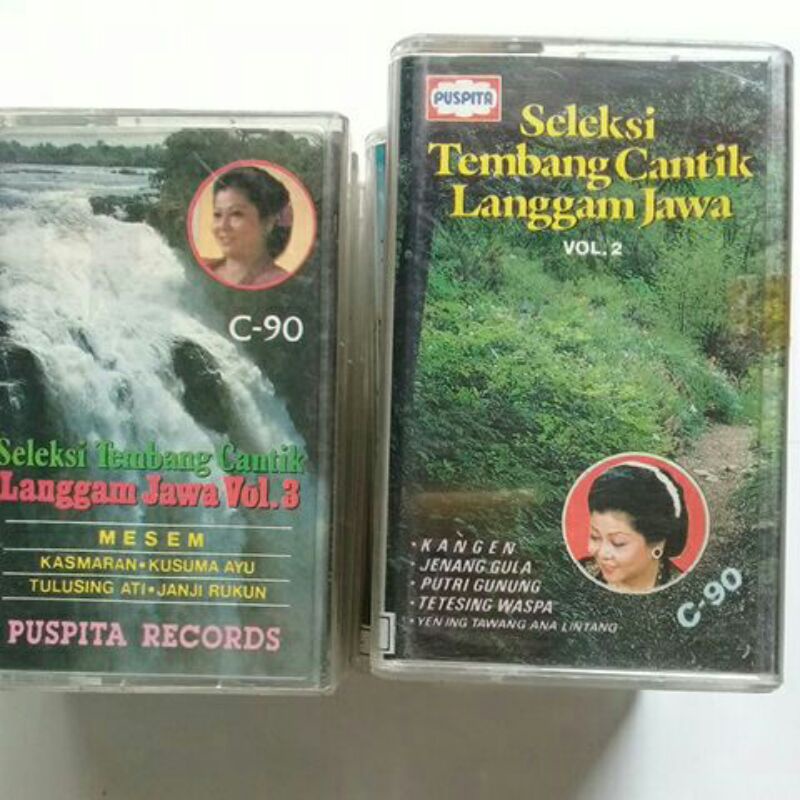 C-90
Seleksi Tembang Cantik
Langgam Jawa Vol. 3
MESEM
KASMARAN • KUSUMA AYU
TULUSING ATI • JANJI RUKUN
PUSPITA RECORDS
PUSPITA
Seleksi
Tembang Cantik
Langgam Jawa
VOL. 2
• KANGEN
• JENANG GULA
• PUTRI GUNUNG
• TETESING WASPA
• YEN ING TAWANG ANA LINTANG
C-90